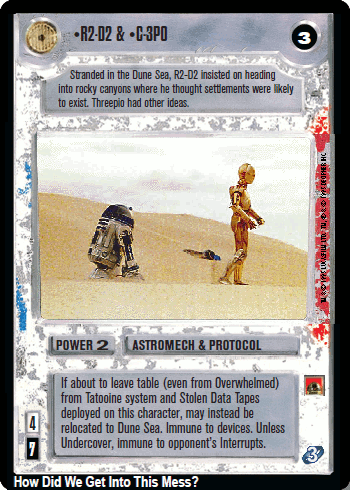 •R2-D2 & •C-3PO
3
Stranded in the Dune Sea, R2-D2 insisted on heading
into rocky canyons where he thought settlements were likely
to exist. Threepio had other ideas.
POWER 2 ASTROMECH & PROTOCOL
If about to leave table (even from Overwhelmed)
from Tatooine system and Stolen Data Tapes
deployed on this character, may instead be
relocated to Dune Sea. Immune to devices. Unless
Undercover, immune to opponent's Interrupts.
4
7
3
How Did We Get Into This Mess?